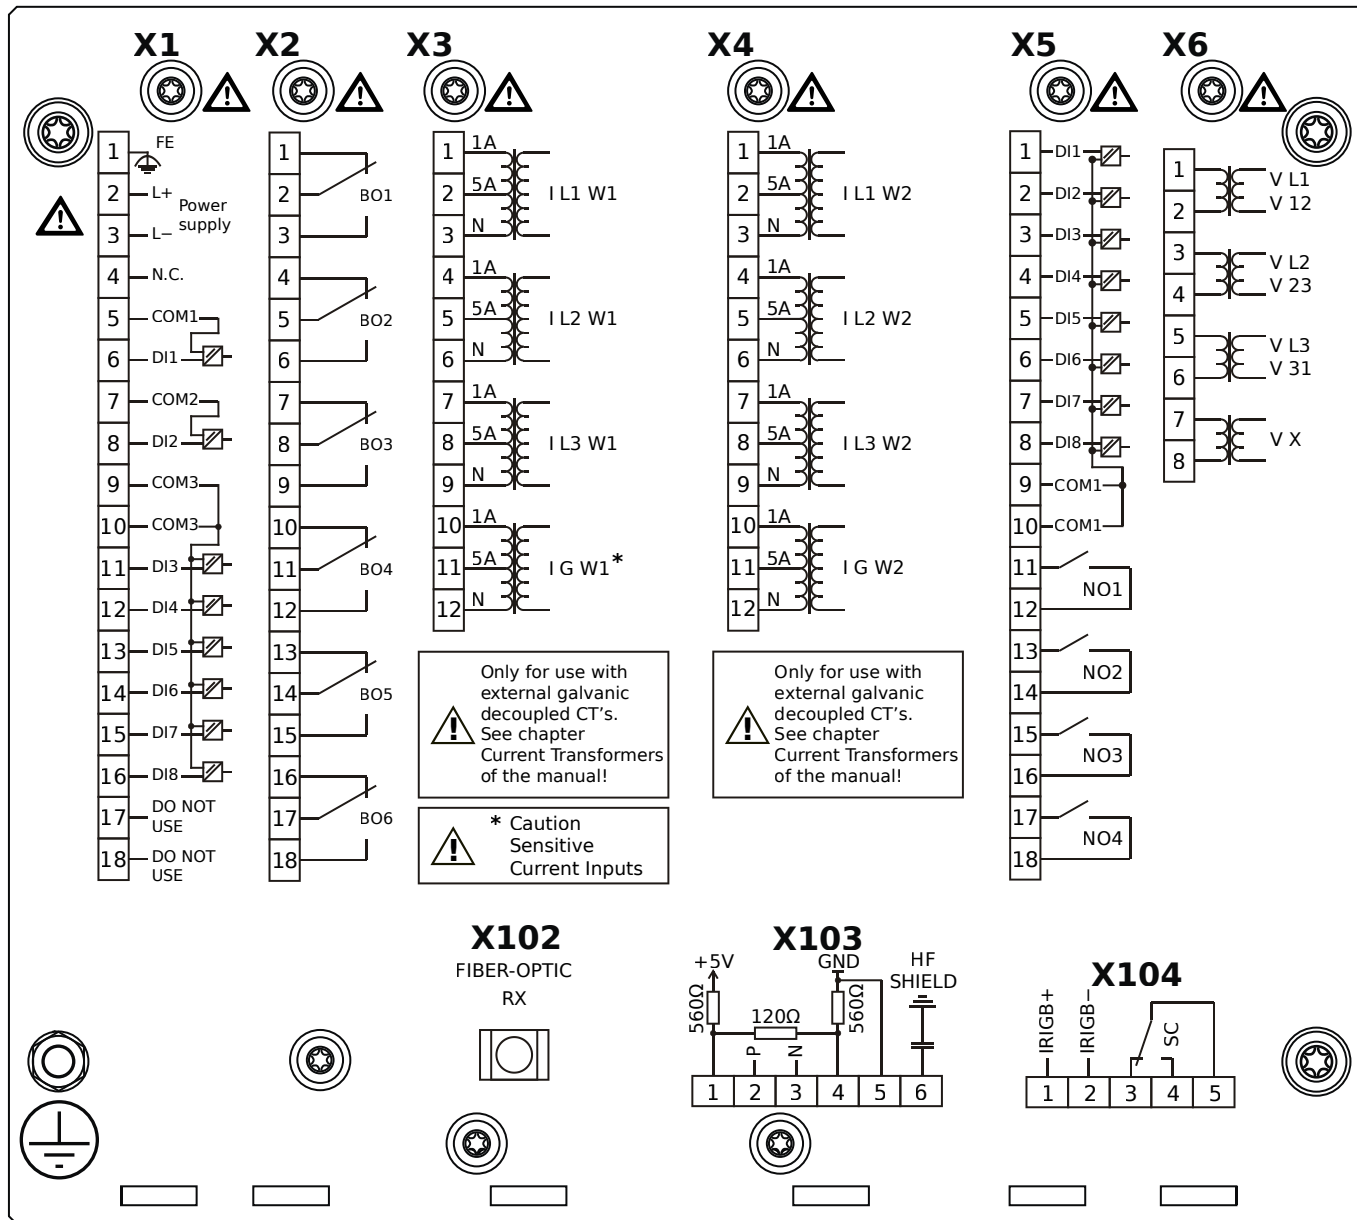 X1
X2
X3
X4
X5
X6
1
FE
2
L+
Power
supply
3
L−
4
N.C.
5
COM1
6
DI1
7
COM2
8
DI2
9
COM3
10
COM3
11
DI3
12
DI4
13
DI5
14
DI6
15
DI7
16
DI8
17
DO NOT
USE
18
DO NOT
USE
1
2
BO1
3
4
5
BO2
6
7
8
BO3
9
10
11
BO4
12
13
14
BO5
15
16
17
BO6
18
1
1A
2
5A
I L1 W1
3
N
4
1A
5
5A
I L2 W1
6
N
7
1A
8
5A
I L3 W1
9
N
10
1A
11
5A
I G W1*
12
N
Only for use with
external galvanic
decoupled CT's.
See chapter
Current Transformers
of the manual!
* Caution
Sensitive
Current Inputs
1
1A
2
5A
I L1 W2
3
N
4
1A
5
5A
I L2 W2
6
N
7
1A
8
5A
I L3 W2
9
N
10
1A
11
5A
I G W2
12
N
Only for use with
external galvanic
decoupled CT's.
See chapter
Current Transformers
of the manual!
1
DI1
2
DI2
3
DI3
4
DI4
5
DI5
6
DI6
7
DI7
8
DI8
9
COM1
10
COM1
11
NO1
12
13
NO2
14
15
NO3
16
17
NO4
18
1
V L1
2
V 12
3
V L2
4
V 23
5
V L3
6
V 31
7
V X
8
X102
FIBER-OPTIC
RX
X103
+5V
GND
HF
SHIELD
560Ω
120Ω
560Ω
P
N
1
2
3
4
5
6
X104
IRIGB+
IRIGB−
SC
1
2
3
4
5